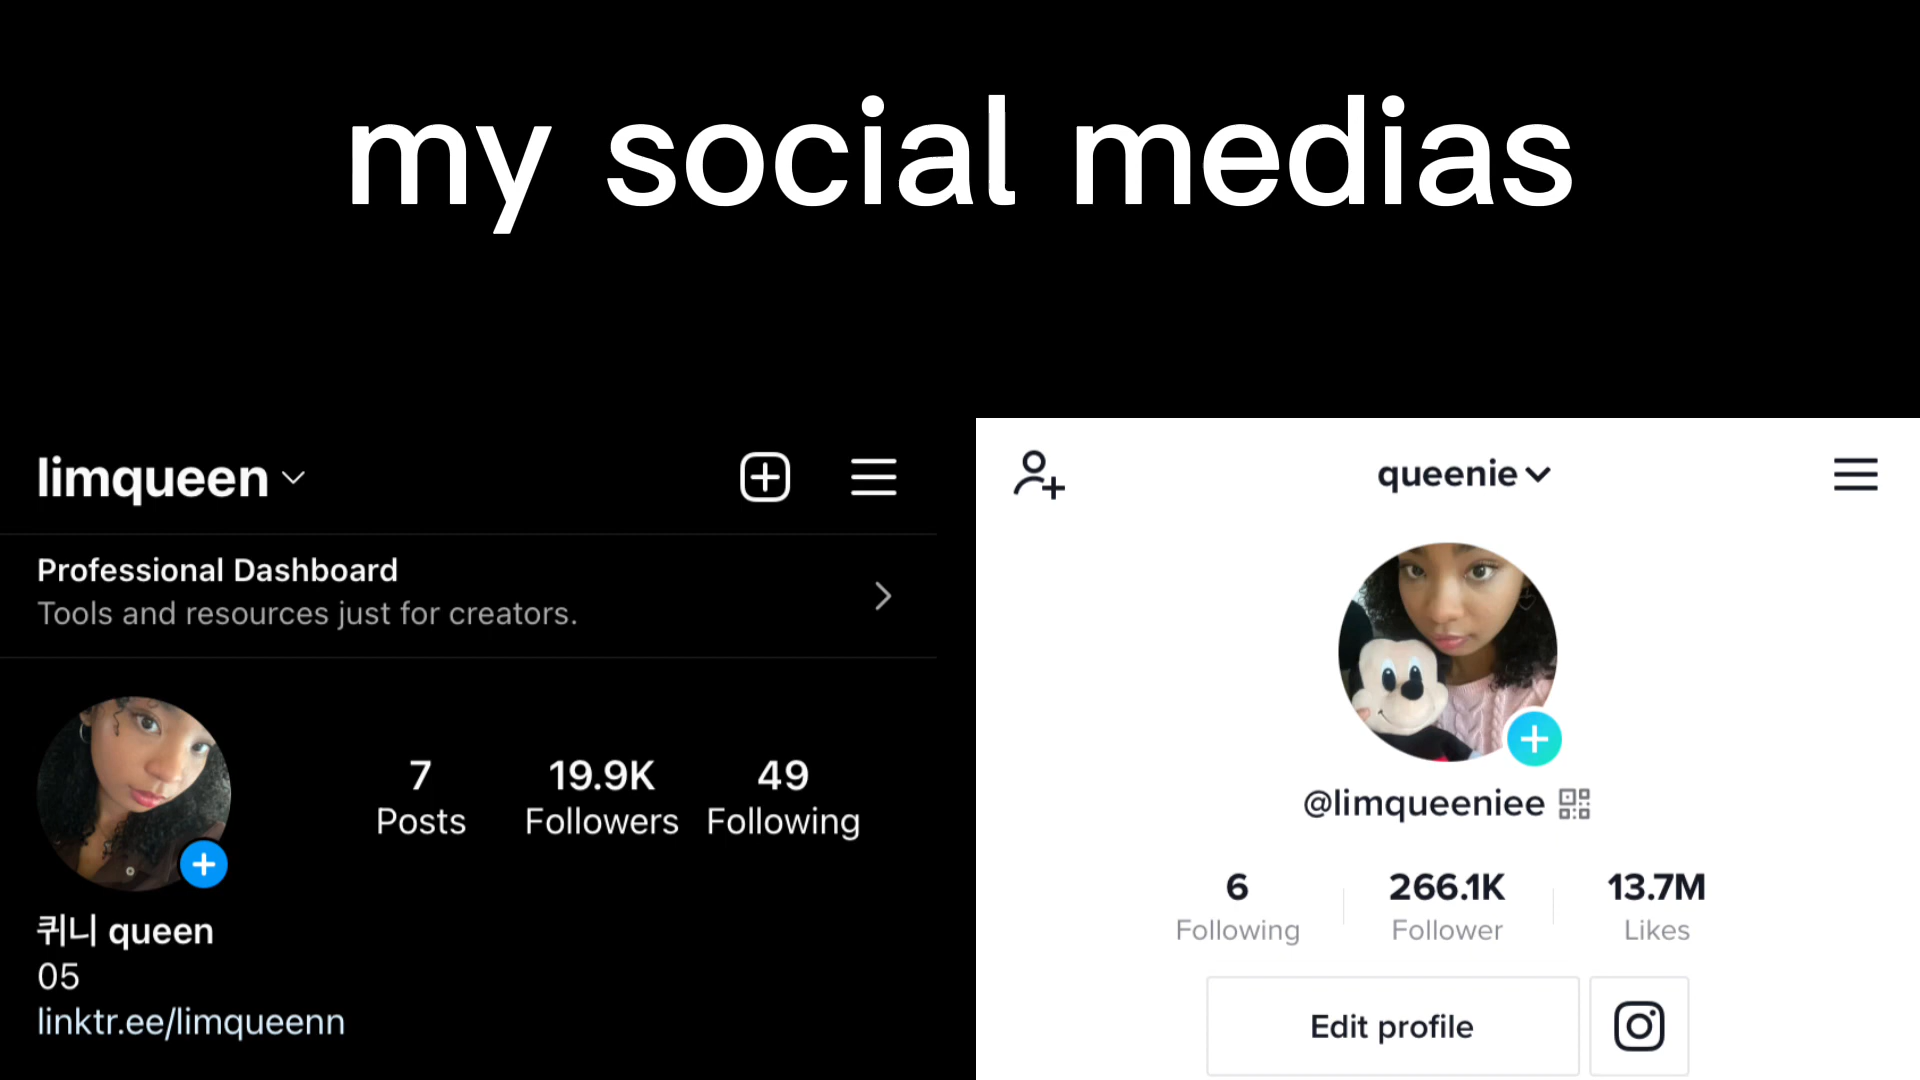 my social medias
limqueen
Professional Dashboard
Tools and resources just for creators.
7 19.9K 49
Posts Followers Following
퀴니 queen
05
linktr.ee/limqueenn
queenie
@limqueeniee
6 266.1K 13.7M
Following Follower Likes
Edit profile